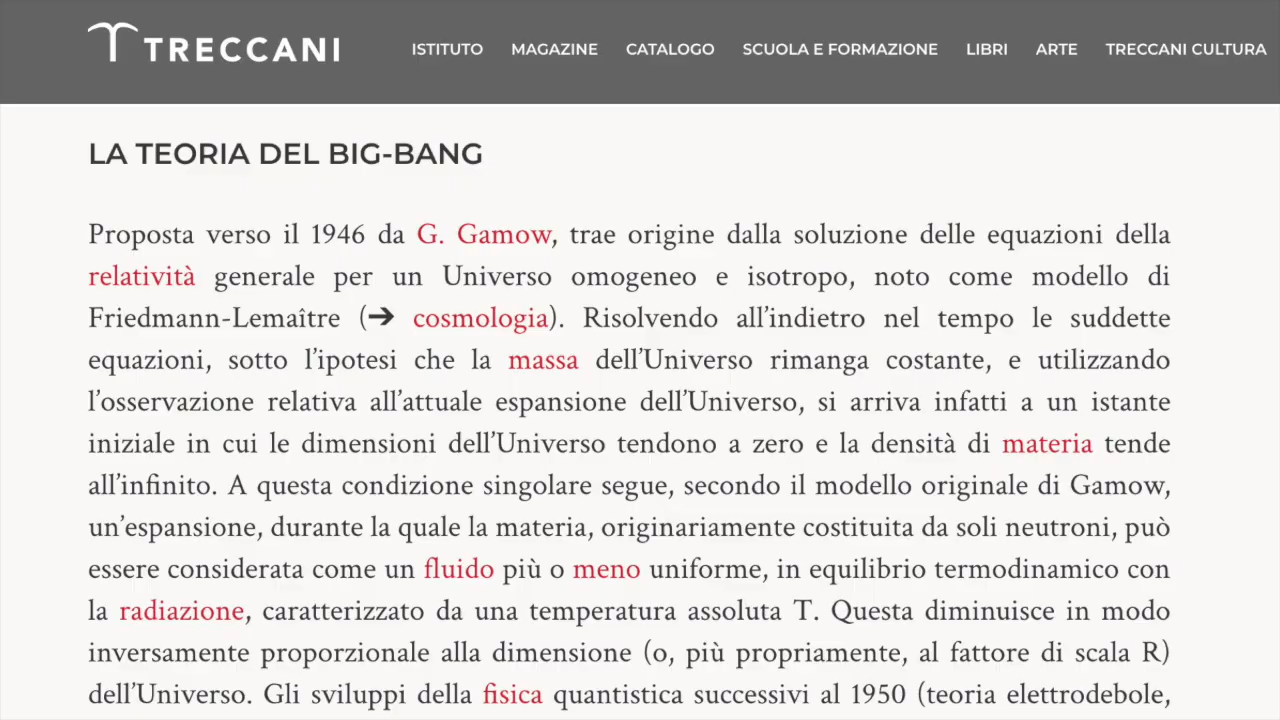 TRECCANI
ISTITUTO MAGAZINE CATALOGO SCUOLA E FORMAZIONE LIBRI ARTE TRECCANI CULTURA
LA TEORIA DEL BIG-BANG
Proposta verso il 1946 da G. Gamow, trae origine dalla soluzione delle equazioni della
relatività generale per un Universo omogeneo e isotropo, noto come modello di
Friedmann-Lemaître (➔ cosmologia). Risolvendo all’indietro nel tempo le suddette
equazioni, sotto l’ipotesi che la massa dell’Universo rimanga costante, e utilizzando
l’osservazione relativa all’attuale espansione dell’Universo, si arriva infatti a un istante
iniziale in cui le dimensioni dell’Universo tendono a zero e la densità di materia tende
all’infinito. A questa condizione singolare segue, secondo il modello originale di Gamow,
un’espansione, durante la quale la materia, originariamente costituita da soli neutroni, può
essere considerata come un fluido più o meno uniforme, in equilibrio termodinamico con
la radiazione, caratterizzato da una temperatura assoluta T. Questa diminuisce in modo
inversamente proporzionale alla dimensione (o, più propriamente, al fattore di scala R)
dell’Universo. Gli sviluppi della fisica quantistica successivi al 1950 (teoria elettrodebole,